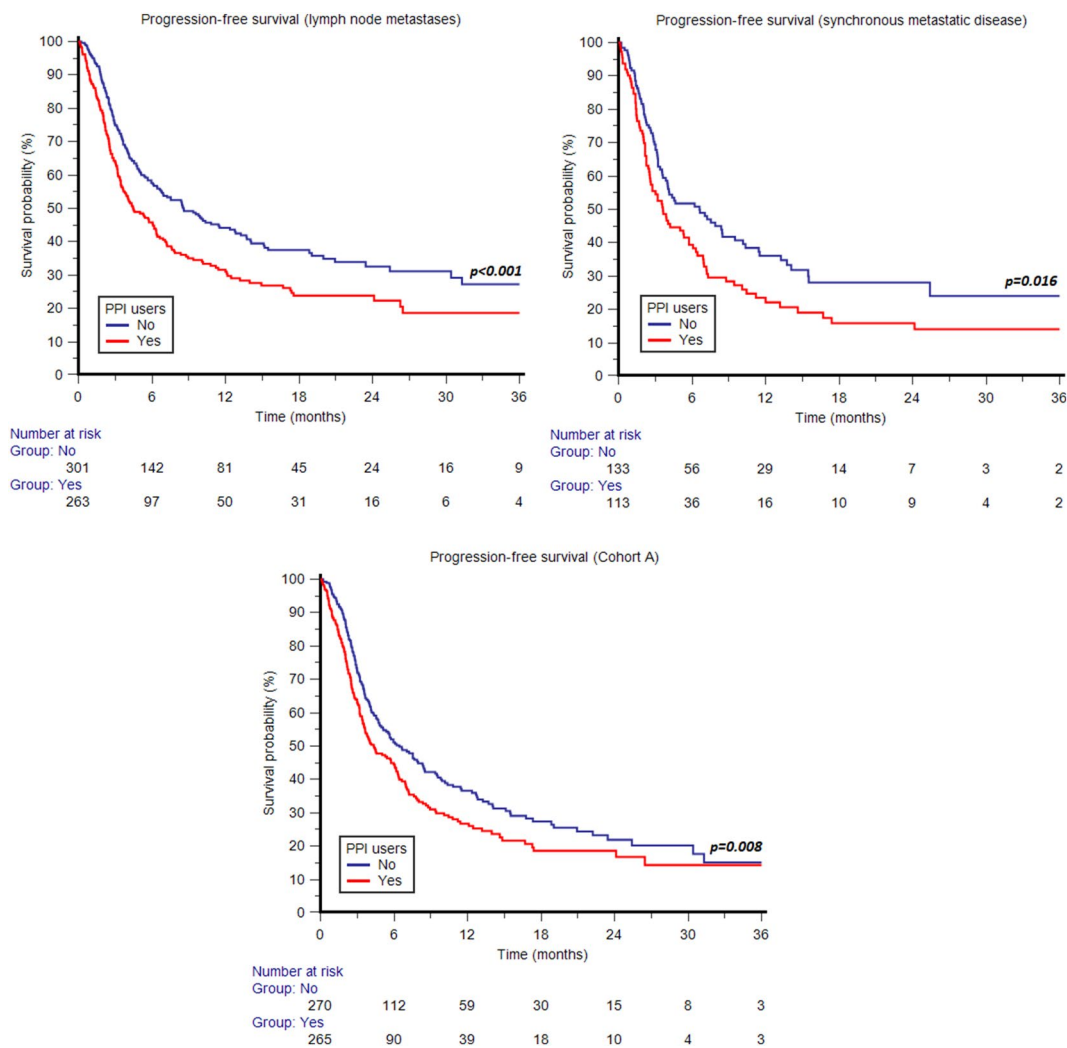 Progression-free survival (lymph node metastases)
Survival probability (%)
100
90
80
70
60
50
40
30
20
10
0
p<0.001
PPI users
No
Yes
0 6 12 18 24 30 36
Time (months)
Number at risk
Group: No
301 142 81 45 24 16 9
Group: Yes
263 97 50 31 16 6 4
Progression-free survival (synchronous metastatic disease)
Survival probability (%)
100
90
80
70
60
50
40
30
20
10
0
p=0.016
PPI users
No
Yes
0 6 12 18 24 30 36
Time (months)
Number at risk
Group: No
133 56 29 14 7 3 2
Group: Yes
113 36 16 10 9 4 2
Progression-free survival (Cohort A)
Survival probability (%)
100
90
80
70
60
50
40
30
20
10
0
p=0.008
PPI users
No
Yes
0 6 12 18 24 30 36
Time (months)
Number at risk
Group: No
270 112 59 30 15 8 3
Group: Yes
265 90 39 18 10 4 3